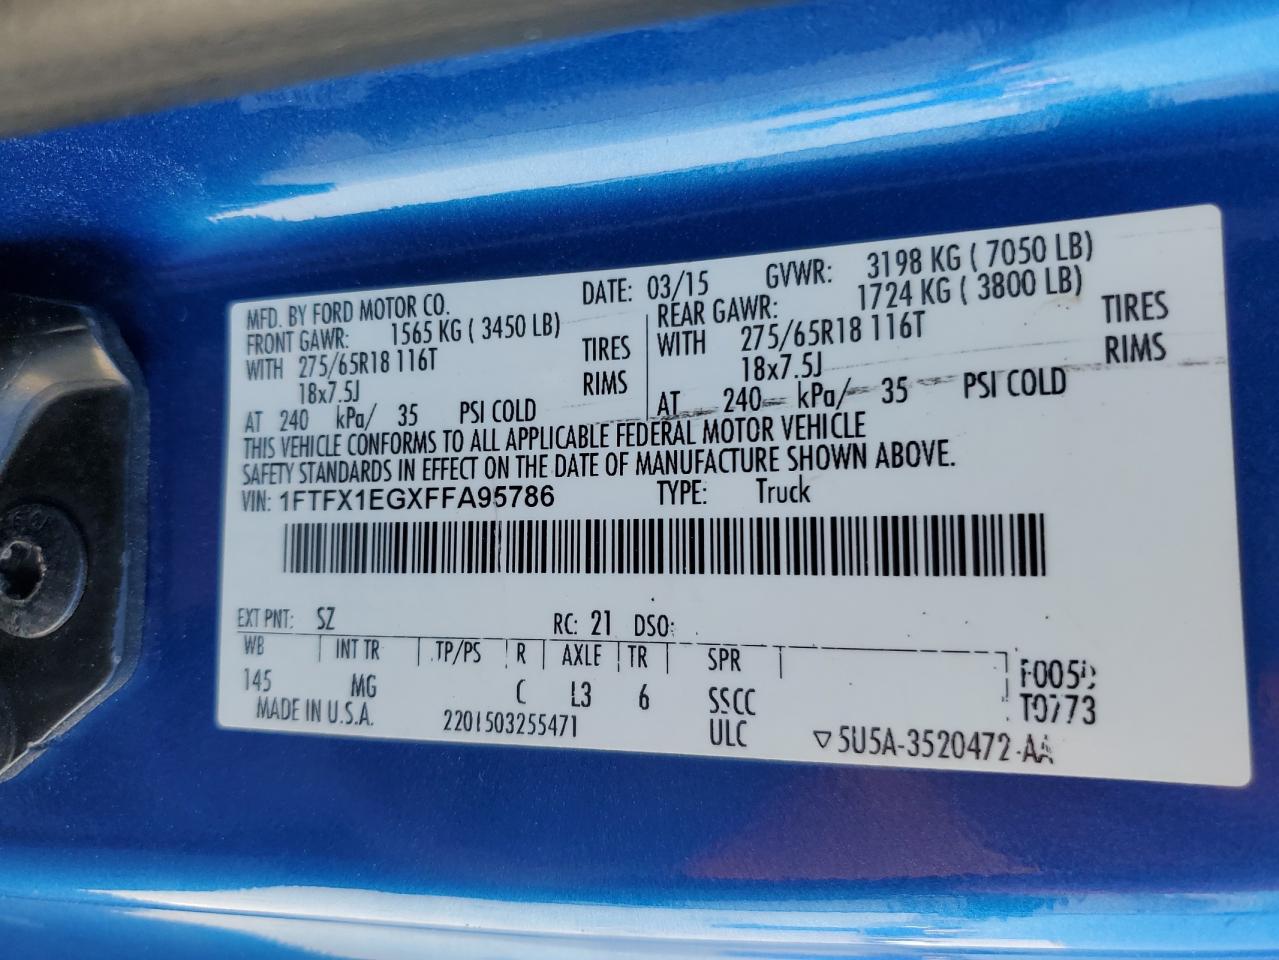 MFD. BY FORD MOTOR CO.
DATE: 03/15 GVWR: 3198 KG ( 7050 LB)
FRONT GAWR: 1565 KG ( 3450 LB) REAR GAWR: 1724 KG ( 3800 LB)
WITH 275/65R18 116T TIRES WITH 275/65R18 116T TIRES
18x7.5J RIMS 18x7.5J RIMS
AT 240 kPa/ 35 PSI COLD AT 240 kPa/ 35 PSI COLD
THIS VEHICLE CONFORMS TO ALL APPLICABLE FEDERAL MOTOR VEHICLE
SAFETY STANDARDS IN EFFECT ON THE DATE OF MANUFACTURE SHOWN ABOVE.
VIN: 1FTFX1EGXFFA95786 TYPE: Truck
EXT PNT: SZ RC: 21 DSO:
WB INT TR TP/PS R AXLE TR SPR
145 MG C L3 6 SSCC
ULC
T0773
MADE IN U.S.A. 2201503255471 ▽5U5A-3520472-AA